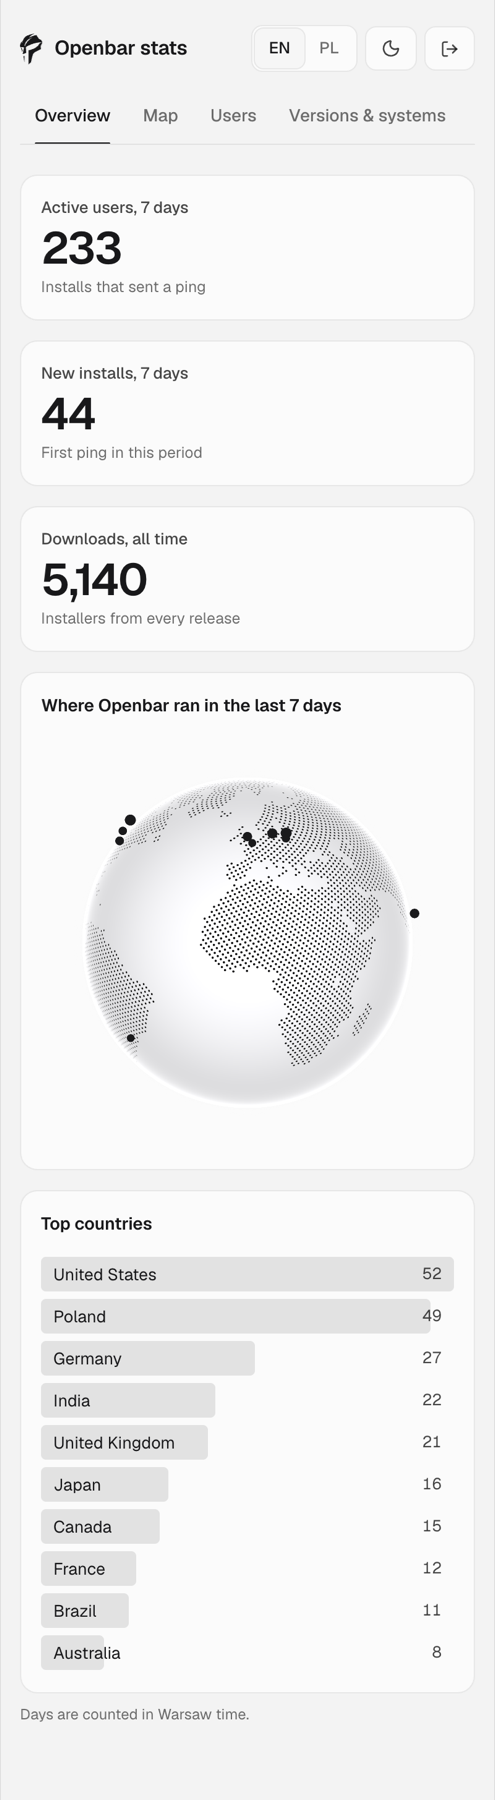 Openbar stats
EN
PL
Overview
Map
Users
Versions & systems
Active users, 7 days
233
Installs that sent a ping
New installs, 7 days
44
First ping in this period
Downloads, all time
5,140
Installers from every release
Where Openbar ran in the last 7 days
Top countries
United States 52
Poland 49
Germany 27
India 22
United Kingdom 21
Japan 16
Canada 15
France 12
Brazil 11
Australia 8
Days are counted in Warsaw time.